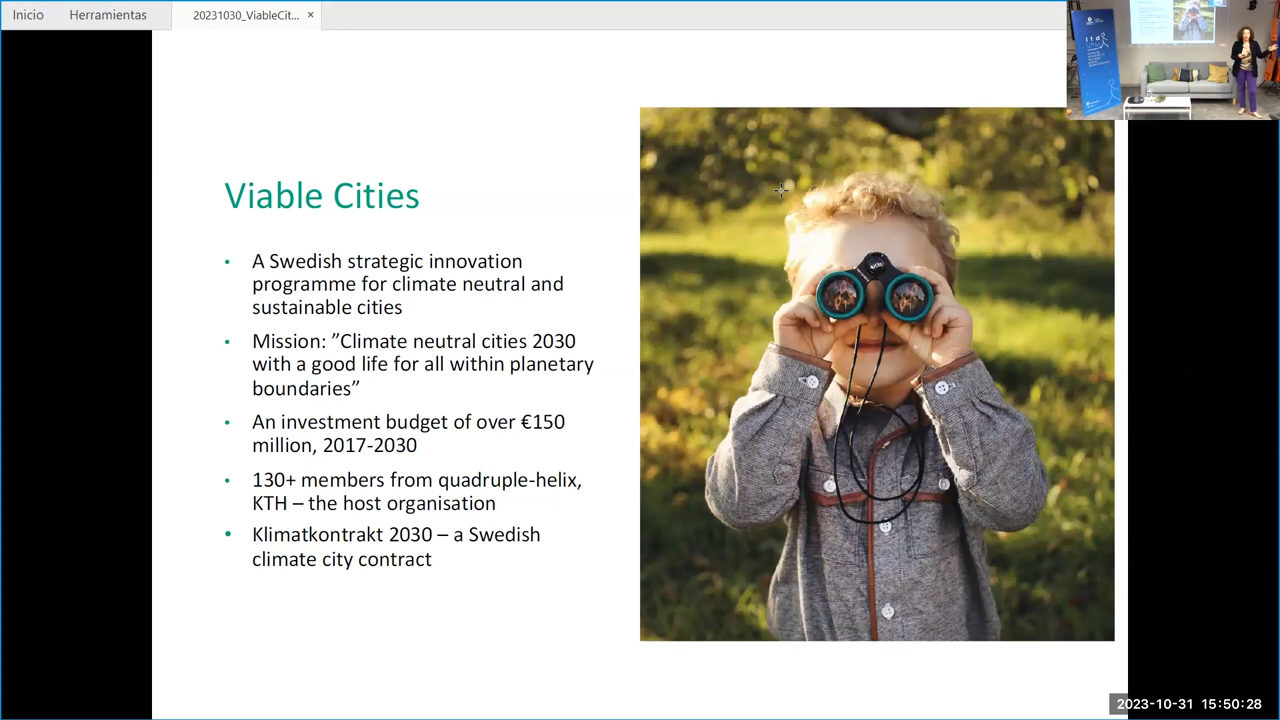 Inicio
Herramientas
20231030_ViableCit...
×
Viable Cities
• A Swedish strategic innovation
programme for climate neutral and
sustainable cities
• Mission: ”Climate neutral cities 2030
with a good life for all within planetary
boundaries”
• An investment budget of over €150
million, 2017-2030
• 130+ members from quadruple-helix,
KTH – the host organisation
• Klimatkontrakt 2030 – a Swedish
climate city contract
itd
2023-10-31 15:50:28